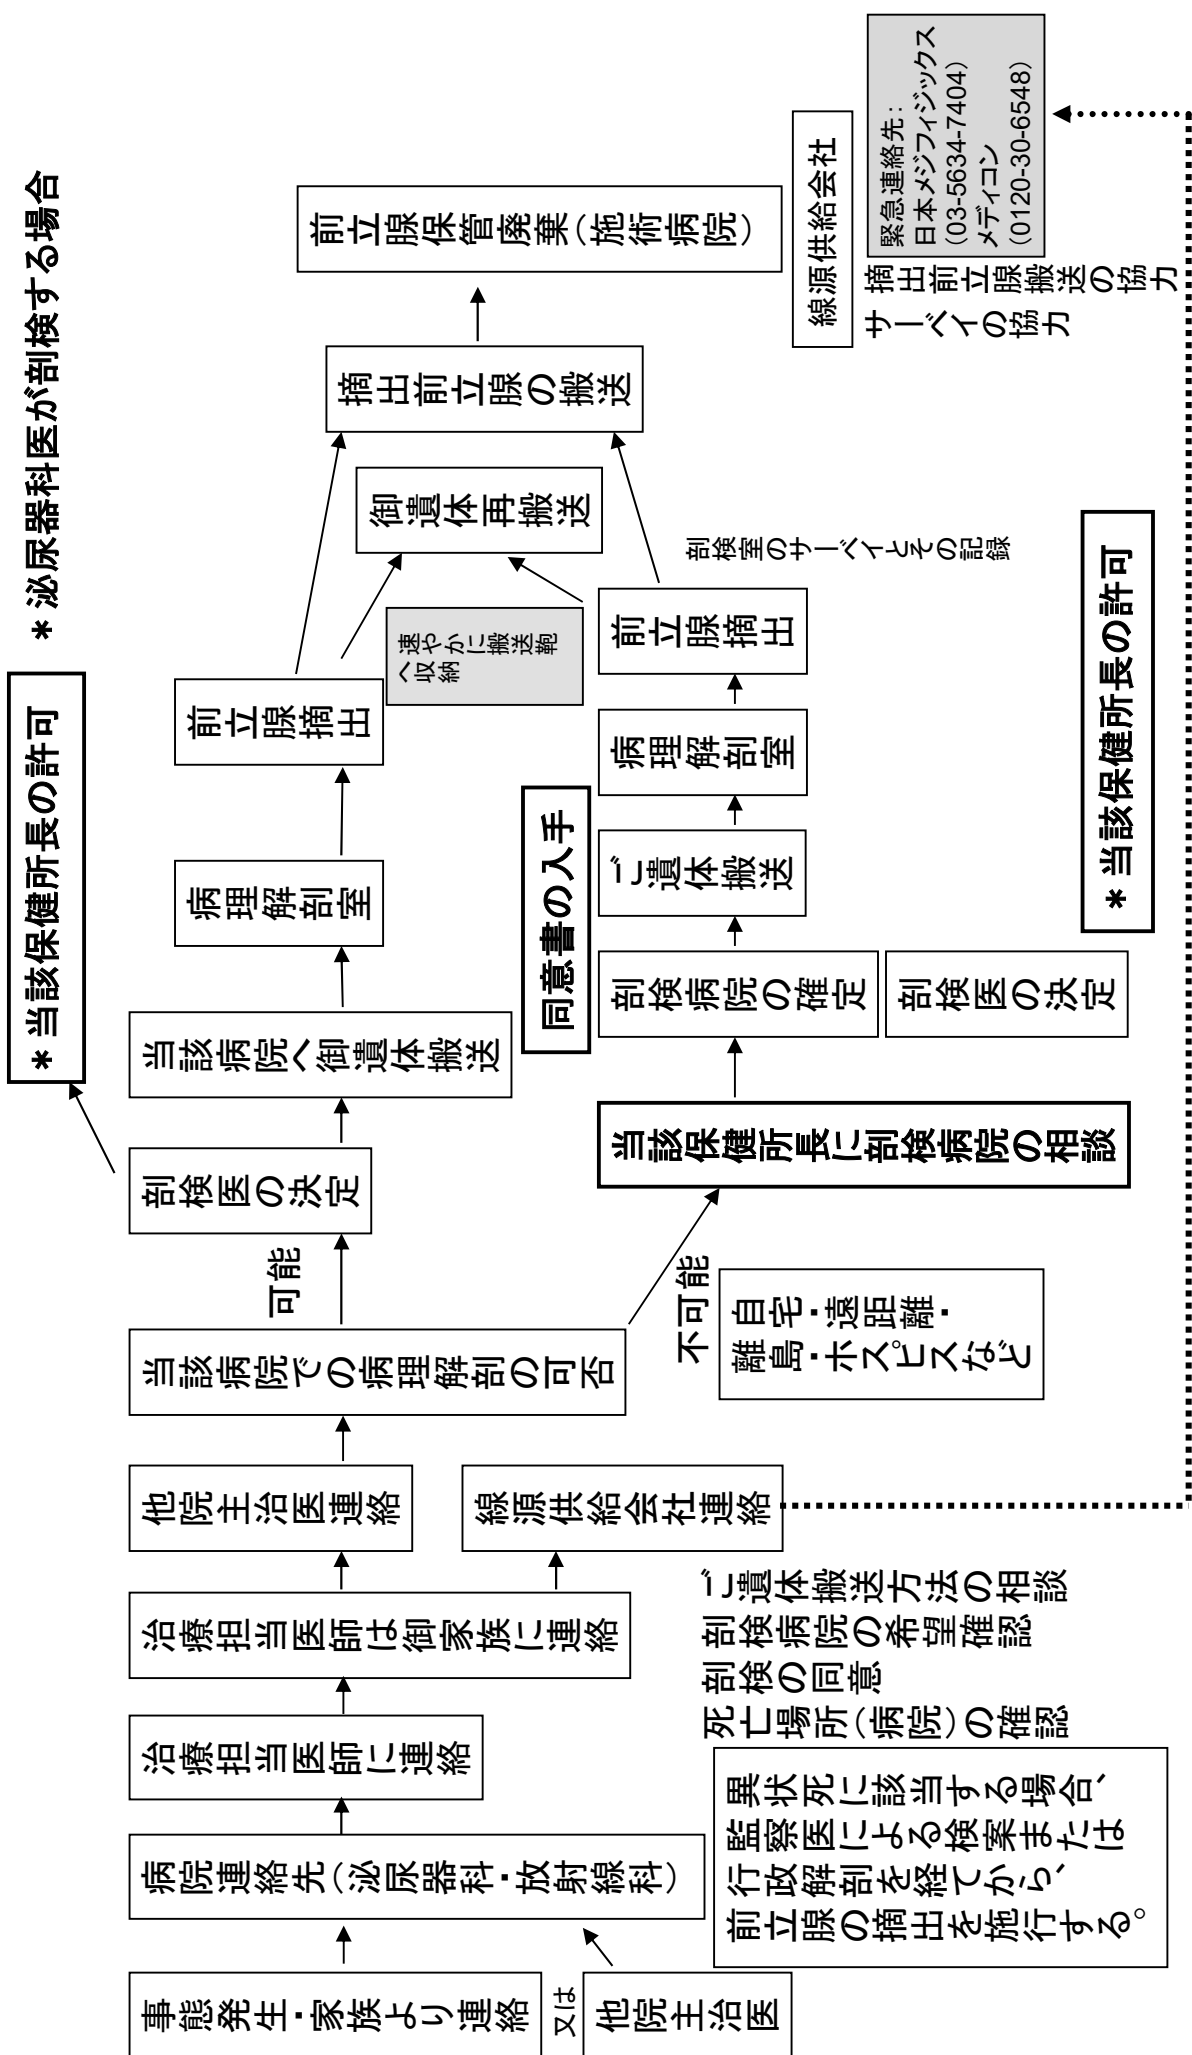 事態発生・家族より連絡
又は
他院主治医
病院連絡先（泌尿器科・放射線科）
治療担当医師に連絡
治療担当医師は御家族に連絡
他院主治医連絡
線源供給会社連絡
死亡場所（病院）の確認
剖検の同意
剖検病院の希望確認
ご遺体搬送方法の相談
異状死に該当する場合、
監察医による検案または
行政解剖を経てから、
前立腺の摘出を施行する。
当該病院での病理解剖の可否
可能
不可能
自宅・遠距離・
離島・ホスピスなど
剖検医の決定
＊当該保健所長の許可
＊泌尿器科医が剖検する場合
当該病院へ御遺体搬送
病理解剖室
前立腺摘出
当該保健所長に剖検病院の相談
剖検病院の確定
剖検医の決定
同意書の入手
＊当該保健所長の許可
ご遺体搬送
病理解剖室
前立腺摘出
剖検室のサーベイとその記録
速やかに搬送鞄
へ収納
御遺体再搬送
摘出前立腺の搬送
前立腺保管廃棄（施術病院）
線源供給会社
摘出前立腺搬送の協力
サーベイの協力
緊急連絡先：
日本メジフィジックス
（03-5634-7404）
メディコン
（0120-30-6548）